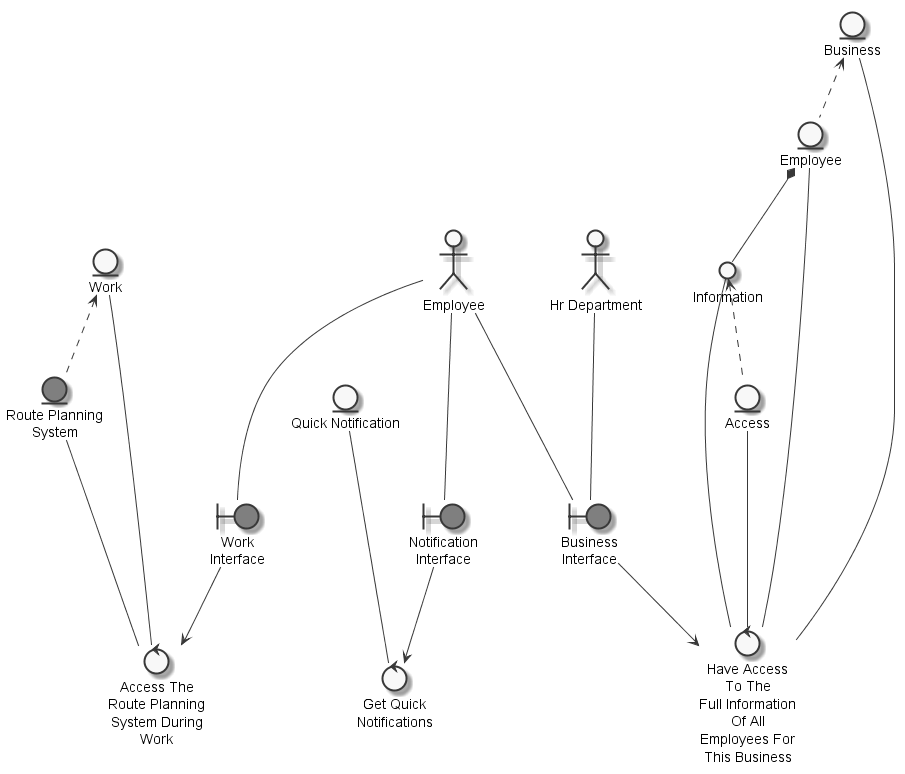 Business
Employee
Work
Information
Employee
Hr Department
Route Planning
System
Quick Notification
Access
Work
Interface
Notification
Interface
Business
Interface
Access The
Route Planning
System During
Work
Get Quick
Notifications
Have Access
To The
Full Information
Of All
Employees For
This Business